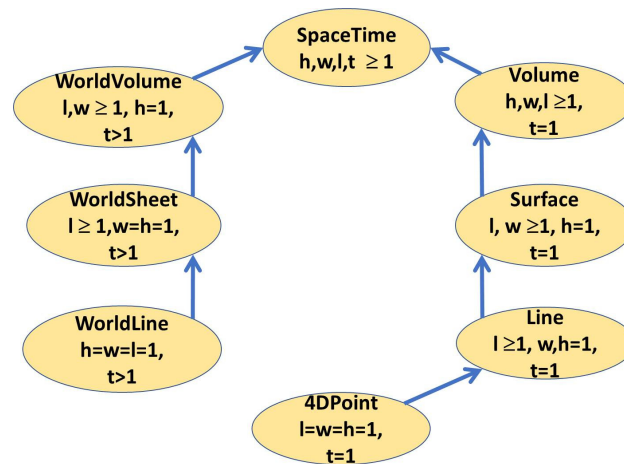 SpaceTime
h,w,l,t ≥ 1
WorldVolume
l,w ≥ 1, h=1,
t>1
Volume
h,w,l ≥1,
t=1
WorldSheet
l ≥ 1,w=h=1,
t>1
Surface
l, w ≥1, h=1,
t=1
WorldLine
h=w=l=1,
t>1
Line
l ≥1, w,h=1,
t=1
4DPoint
l=w=h=1,
t=1